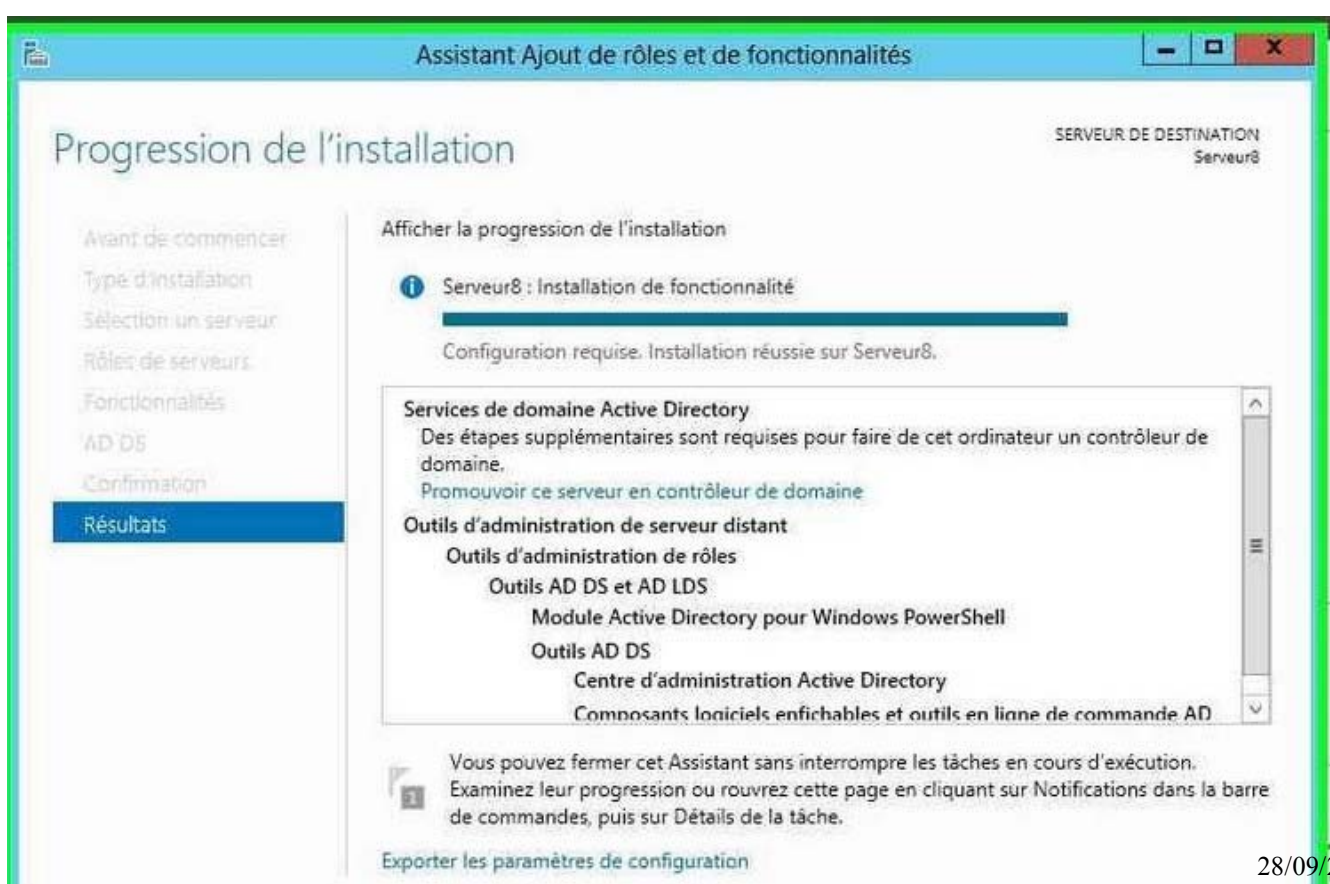 Assistant Ajout de rôles et de fonctionnalités
Progression de l'installation
SERVEUR DE DESTINATION
Serveur8
Avant de commencer
Type d'installation
Sélection un serveur
Rôles de serveurs
Fonctionnalités
AD DS
Confirmation
Résultats
Afficher la progression de l'installation
Serveur8 : Installation de fonctionnalité
Configuration requise. Installation réussie sur Serveur8.
Services de domaine Active Directory
Des étapes supplémentaires sont requises pour faire de cet ordinateur un contrôleur de
domaine.
Promouvoir ce serveur en contrôleur de domaine
Outils d'administration de serveur distant
Outils d'administration de rôles
Outils AD DS et AD LDS
Module Active Directory pour Windows PowerShell
Outils AD DS
Centre d'administration Active Directory
Composants logiciels enfichables et outils en ligne de commande AD
1
Vous pouvez fermer cet Assistant sans interrompre les tâches en cours d'exécution.
Examinez leur progression ou rouvrez cette page en cliquant sur Notifications dans la barre
de commandes, puis sur Détails de la tâche.
Exporter les paramètres de configuration
28/09/